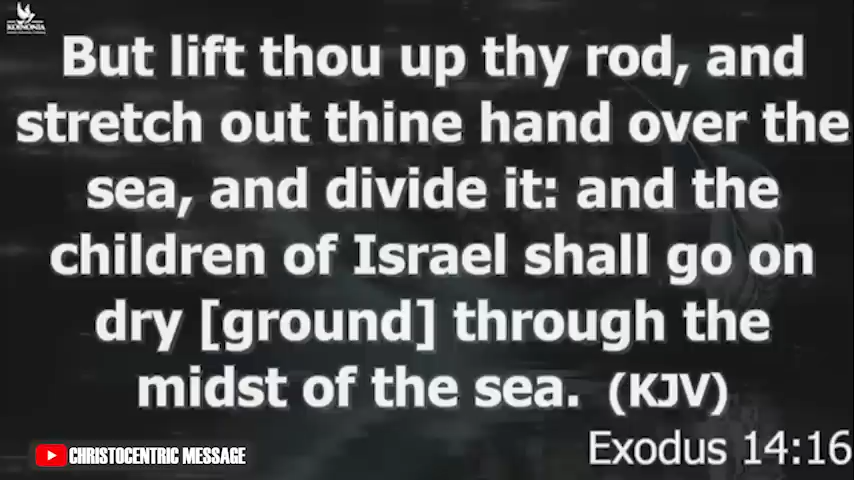 KOINONIA
But lift thou up thy rod, and
stretch out thine hand over the
sea, and divide it: and the
children of Israel shall go on
dry [ground] through the
midst of the sea. (KJV)
Exodus 14:16
CHRISTOCENTRIC MESSAGE